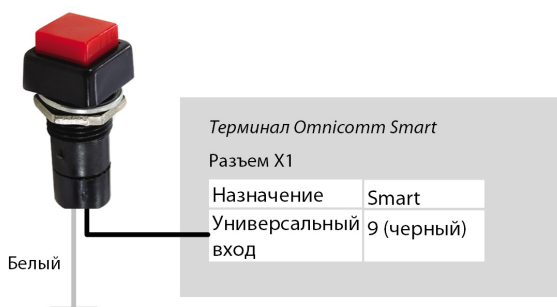 Терминал Omnicomm Smart
Разъем X1
Назначение Smart
Универсальный вход 9 (черный)
Белый